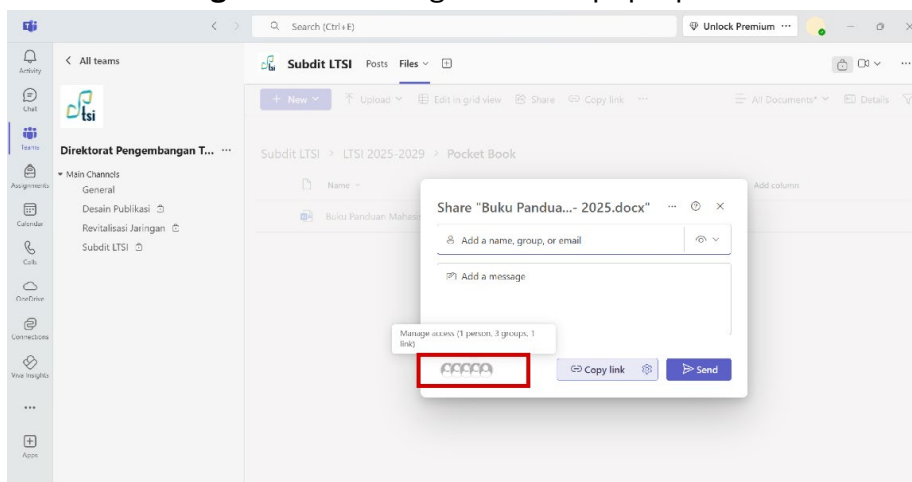 Search (Ctrl+E)
Unlock Premium ···
Activity
Chat
Teams
Assignments
Calendar
Calls
OneDrive
Connections
Viva Insights
Apps
All teams
ltsi
Direktorat Pengembangan T... ···
Main Channels
General
Desain Publikasi
Revitalisasi Jaringan
Subdit LTSI
Subdit LTSI Posts Files
+ New Upload Edit in grid view Share Copy link ··· All Documents* Details
Subdit LTSI > LTSI 2025-2029 > Pocket Book
Name Add column
Buku Panduan Mahasi
Share "Buku Pandua...- 2025.docx" ···
Add a name, group, or email
Add a message
Manage access (1 person, 3 groups, 1
link)
Copy link Send